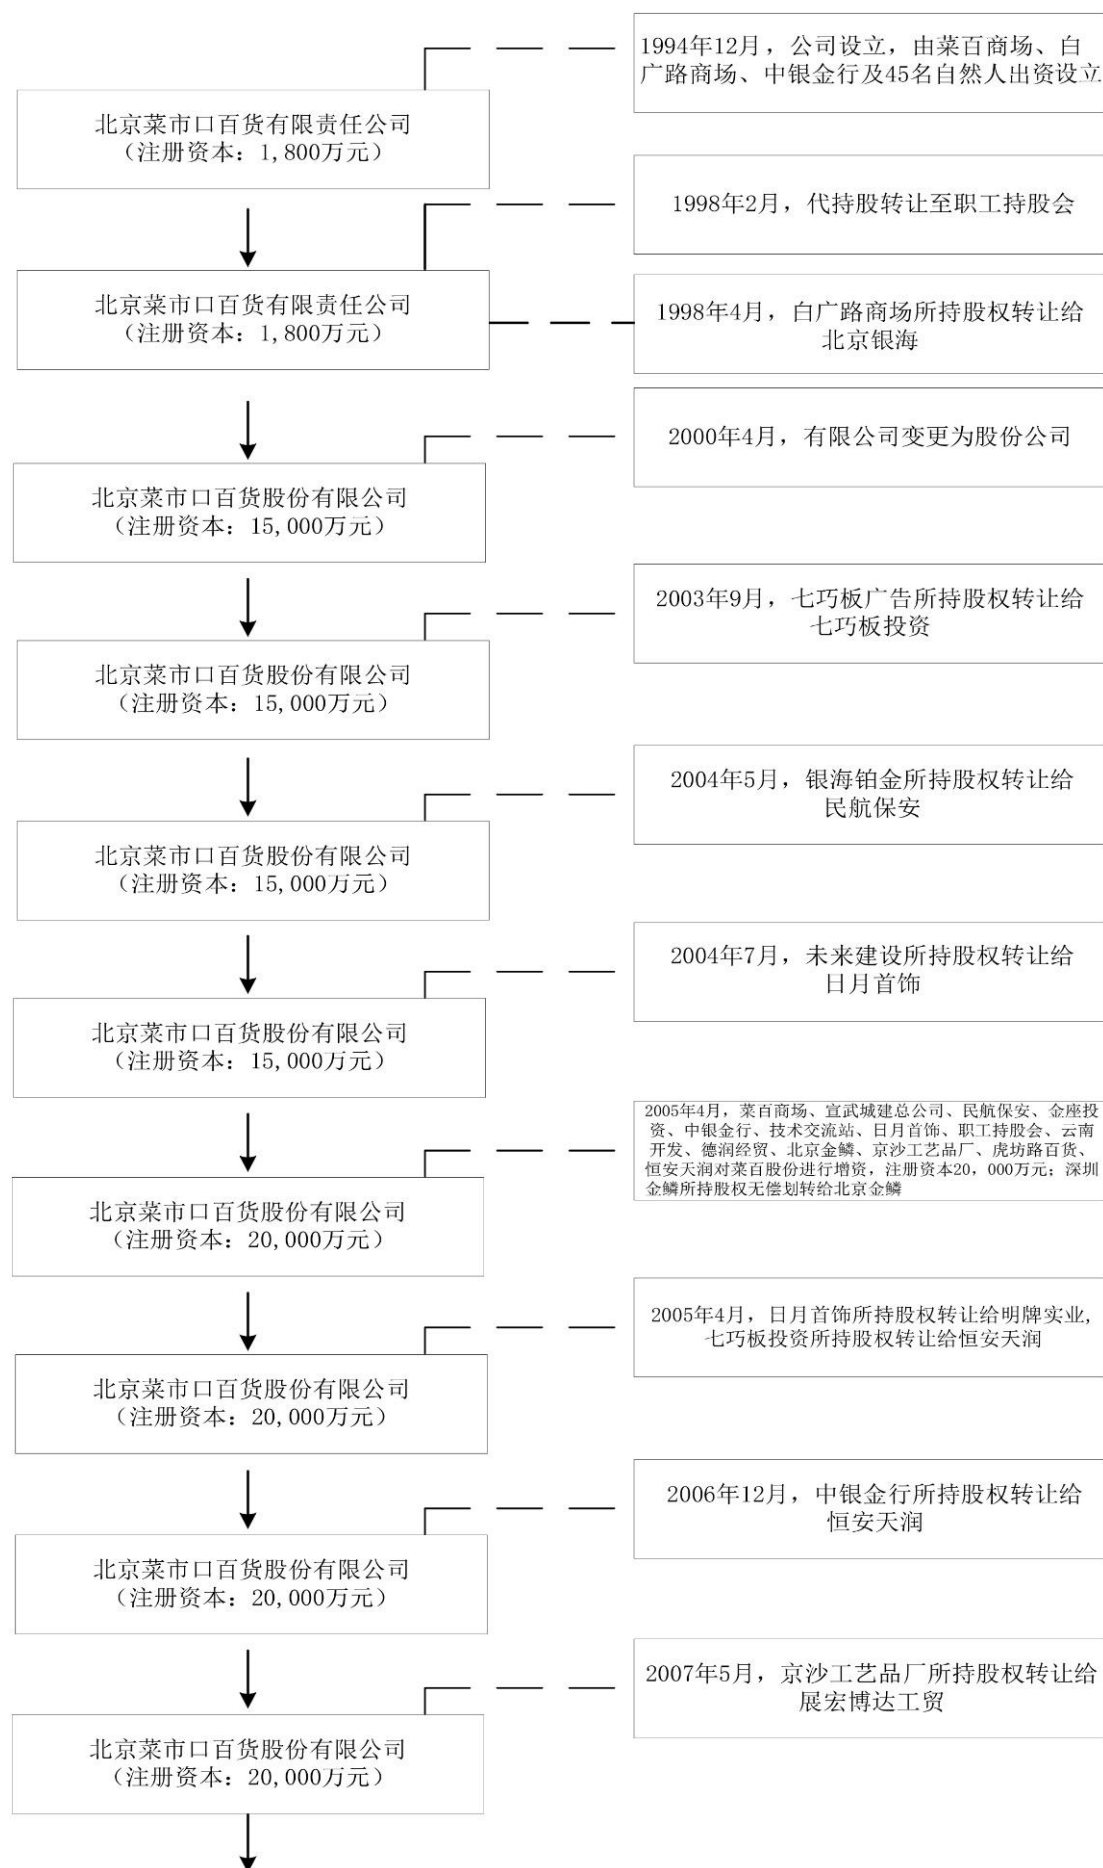 1994年12月，公司设立，由菜百商场、白
广路商场、中银金行及45名自然人出资设立
北京菜市口百货有限责任公司
（注册资本：1,800万元）
1998年2月，代持股转让至职工持股会
北京菜市口百货有限责任公司
（注册资本：1,800万元）
1998年4月，白广路商场所持股权转让给
北京银海
2000年4月，有限公司变更为股份公司
北京菜市口百货股份有限公司
（注册资本：15,000万元）
2003年9月，七巧板广告所持股权转让给
七巧板投资
北京菜市口百货股份有限公司
（注册资本：15,000万元）
2004年5月，银海铂金所持股权转让给
民航保安
北京菜市口百货股份有限公司
（注册资本：15,000万元）
2004年7月，未来建设所持股权转让给
日月首饰
北京菜市口百货股份有限公司
（注册资本：15,000万元）
2005年4月，菜百商场、宣武城建总公司、民航保安、金座投
资、中银金行、技术交流站、日月首饰、职工持股会、云南
开发、德润经贸、北京金鳞、京沙工艺品厂、虎坊路百货、
恒安天润对菜百股份进行增资，注册资本20，000万元；深圳
金鳞所持股权无偿划转给北京金鳞
北京菜市口百货股份有限公司
（注册资本：20,000万元）
2005年4月，日月首饰所持股权转让给明牌实业,
七巧板投资所持股权转让给恒安天润
北京菜市口百货股份有限公司
（注册资本：20,000万元）
2006年12月，中银金行所持股权转让给
恒安天润
北京菜市口百货股份有限公司
（注册资本：20,000万元）
2007年5月，京沙工艺品厂所持股权转让给
展宏博达工贸
北京菜市口百货股份有限公司
（注册资本：20,000万元）